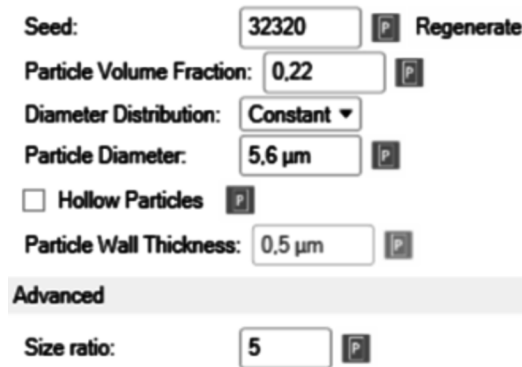 Seed: 32320 P Regenerate
Particle Volume Fraction: 0,22 P
Diameter Distribution: Constant
Particle Diameter: 5,6 µm P
Hollow Particles P
Particle Wall Thickness: 0,5 µm P
Advanced
Size ratio: 5 P